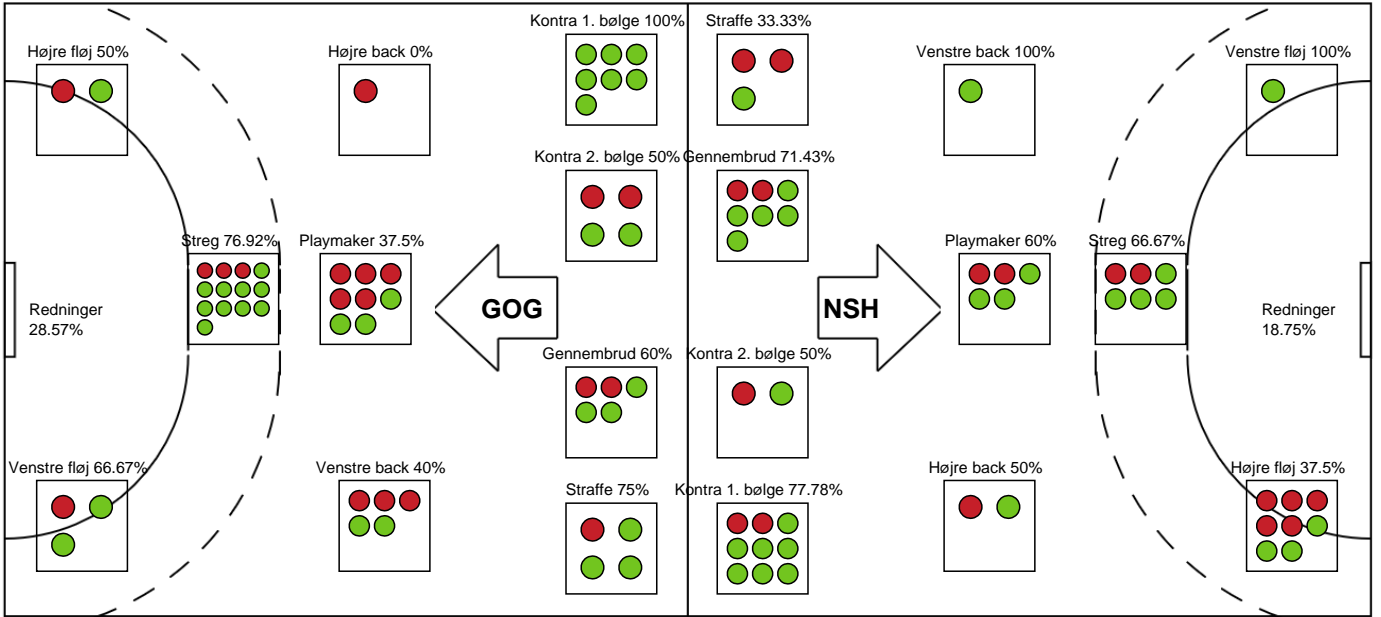 Kontra 1. bølge 100%
Straffe 33.33%
Højre fløj 50%
Højre back 0%
Venstre back 100%
Venstre fløj 100%
Kontra 2. bølge 50%
Gennembrud 71.43%
Streg 76.92%
Playmaker 37.5%
Playmaker 60%
Streg 66.67%
Redninger
28.57%
GOG
NSH
Redninger
18.75%
Gennembrud 60%
Kontra 2. bølge 50%
Venstre fløj 66.67%
Venstre back 40%
Højre back 50%
Højre fløj 37.5%
Straffe 75%
Kontra 1. bølge 77.78%